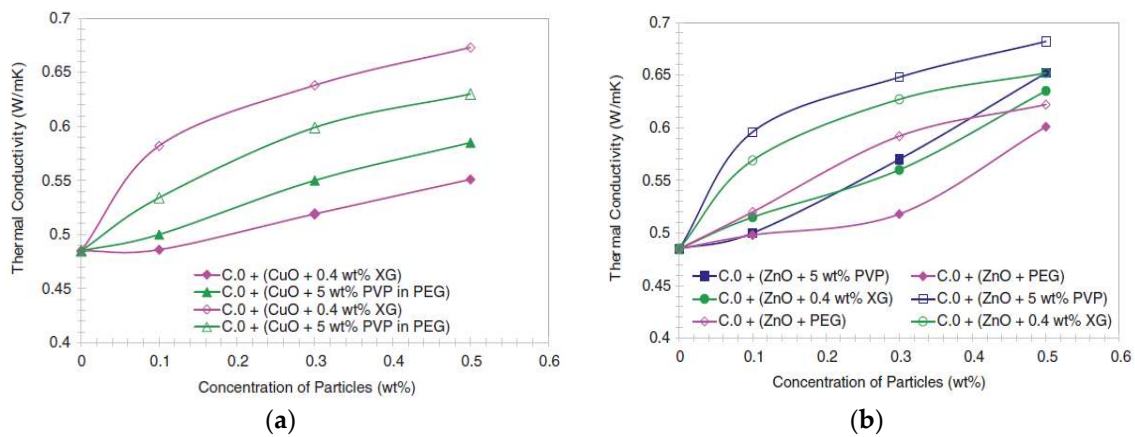 0.7
0.65
0.6
0.55
0.5
0.45
0.4
Thermal Conductivity (W/mK)
C.0 + (CuO + 0.4 wt% XG)
C.0 + (CuO + 5 wt% PVP in PEG)
C.0 + (CuO + 0.4 wt% XG)
C.0 + (CuO + 5 wt% PVP in PEG)
0 0.1 0.2 0.3 0.4 0.5 0.6
Concentration of Particles (wt%)
(a)
0.7
0.65
0.6
0.55
0.5
0.45
0.4
Thermal Conductivity (W/mK)
C.0 + (ZnO + 5 wt% PVP) C.0 + (ZnO + PEG)
C.0 + (ZnO + 0.4 wt% XG) C.0 + (ZnO + 5 wt% PVP)
C.0 + (ZnO + PEG) C.0 + (ZnO + 0.4 wt% XG)
0 0.1 0.2 0.3 0.4 0.5 0.6
Concentration of Particles (wt%)
(b)